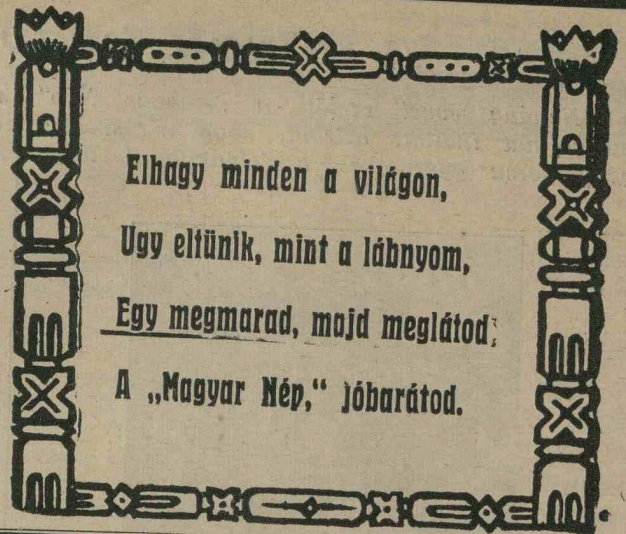 Elhagy minden a világon,
Ugy eltünik, mint a lábnyom,
Egy megmarad, majd meglátod;
A „Magyar Nép,“ jóbarátod.